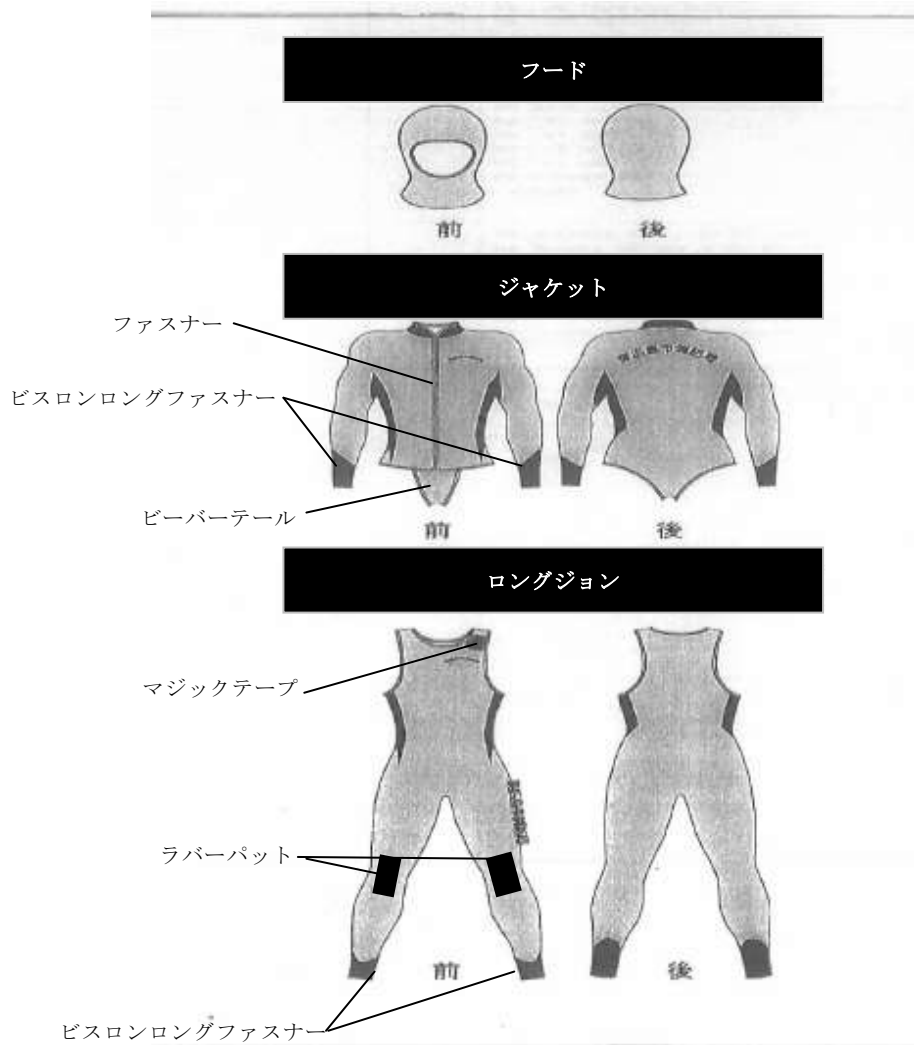 フード
前
後
ジャケット
ファスナー
ビスロンロングファスナー
ビーバーテール
前
後
ロングジョン
マジックテープ
ラバーパット
前
後
ビスロンロングファスナー